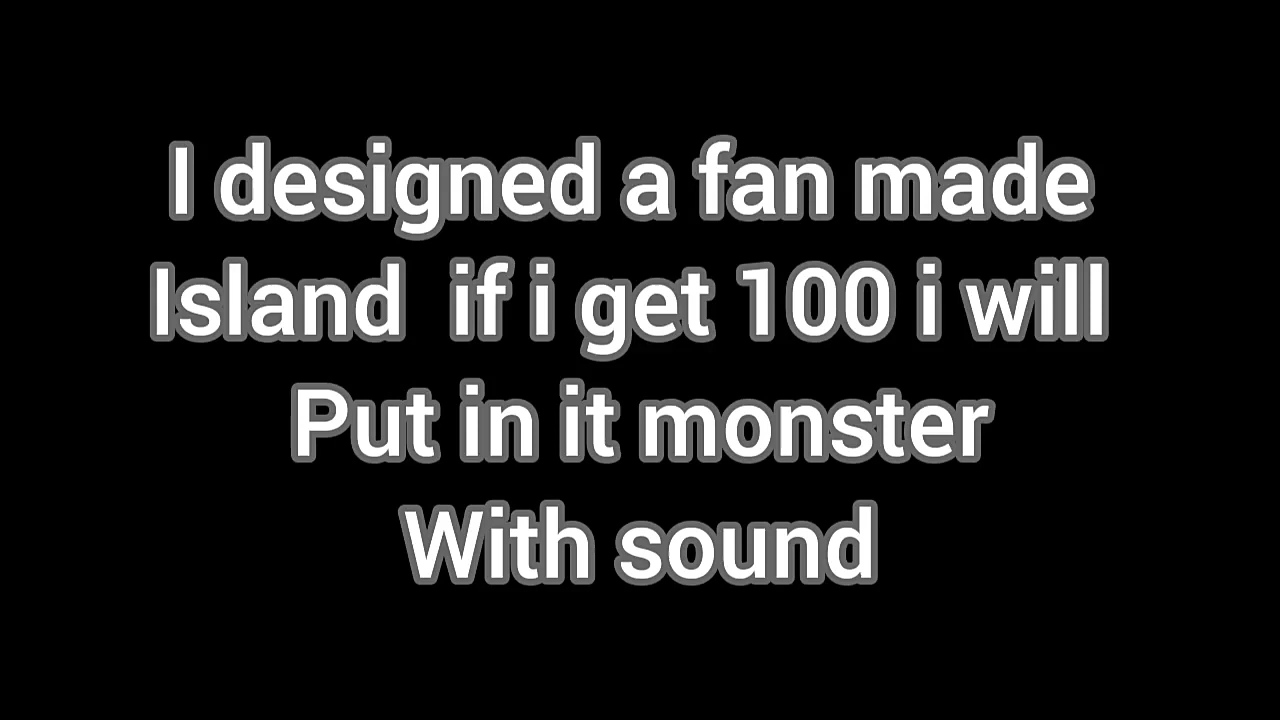 I designed a fan made
Island  if i get 100 i will
Put in it monster
With sound